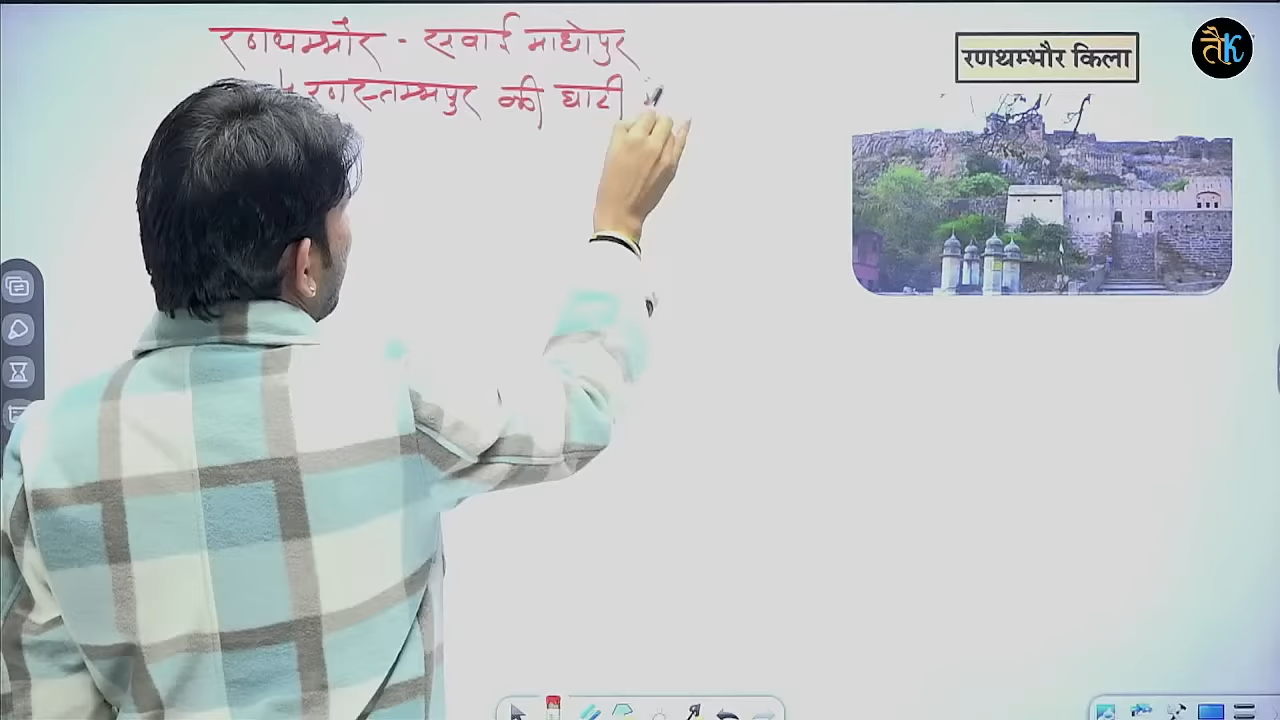 रणथम्भौर - सवाई माधोपुर
रणस्तम्भपुर की घाटी
रणथम्भौर किला
तैK